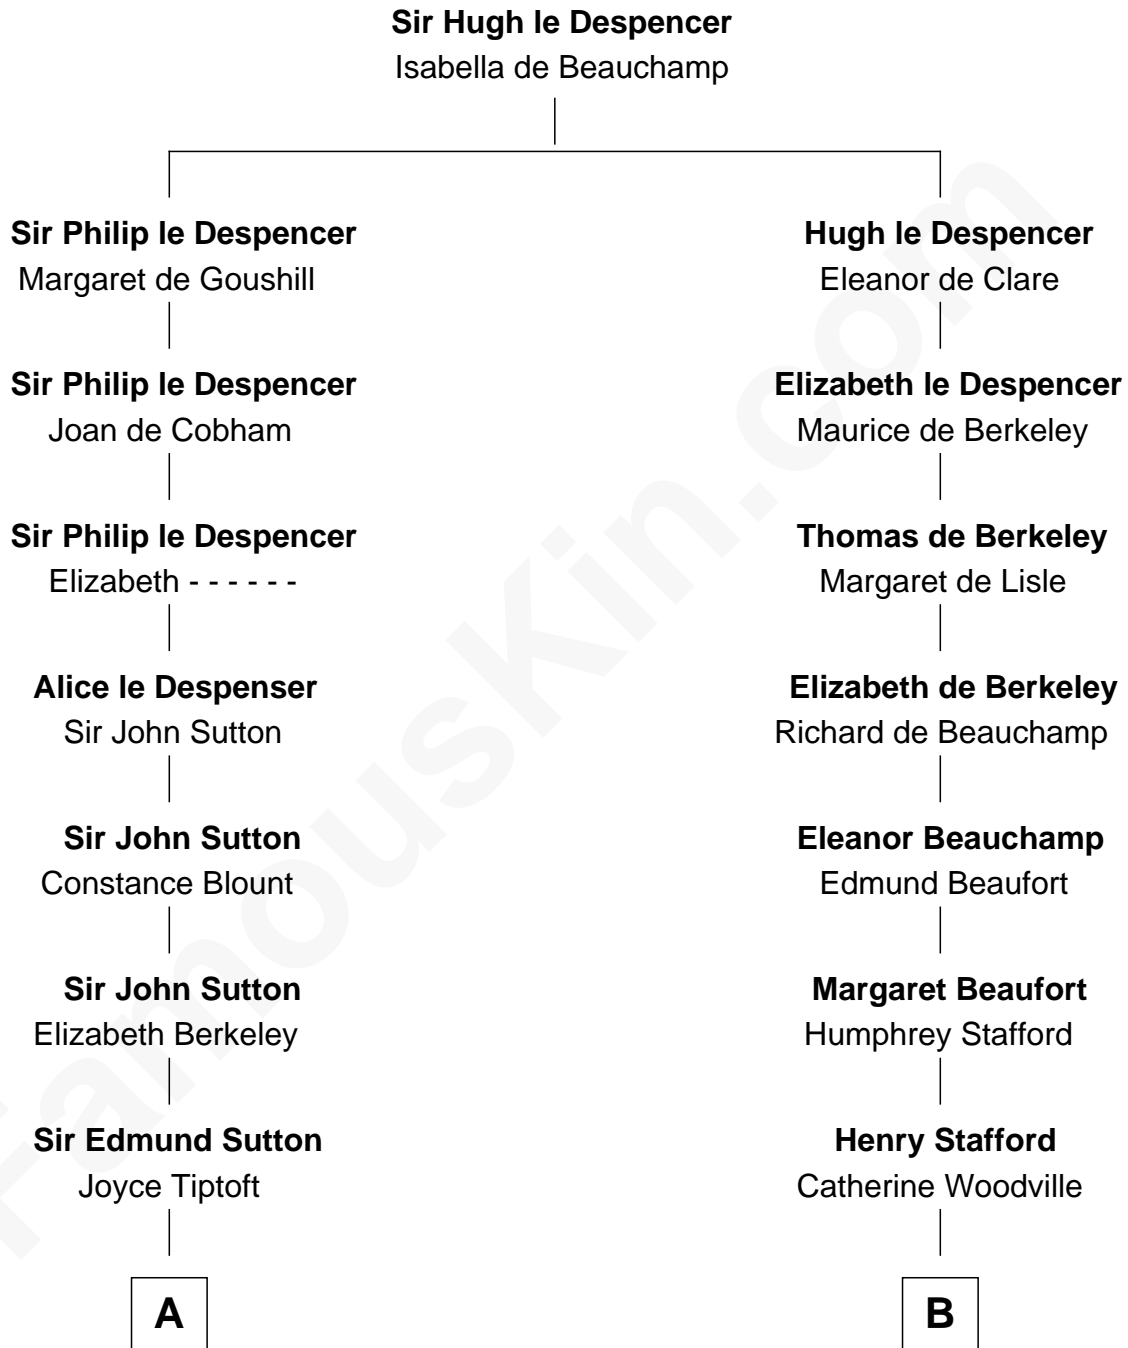 Sir Hugh le Despencer
Isabella de Beauchamp
Sir Philip le Despencer
Margaret de Goushill
Hugh le Despencer
Eleanor de Clare
Sir Philip le Despencer
Joan de Cobham
Elizabeth le Despencer
Maurice de Berkeley
Sir Philip le Despencer
Elizabeth - - - - - -
Thomas de Berkeley
Margaret de Lisle
Alice le Despenser
Sir John Sutton
Elizabeth de Berkeley
Richard de Beauchamp
Sir John Sutton
Constance Blount
Eleanor Beauchamp
Edmund Beaufort
Sir John Sutton
Elizabeth Berkeley
Margaret Beaufort
Humphrey Stafford
Sir Edmund Sutton
Joyce Tiptoft
Henry Stafford
Catherine Woodville
A
B
FamousKin.com